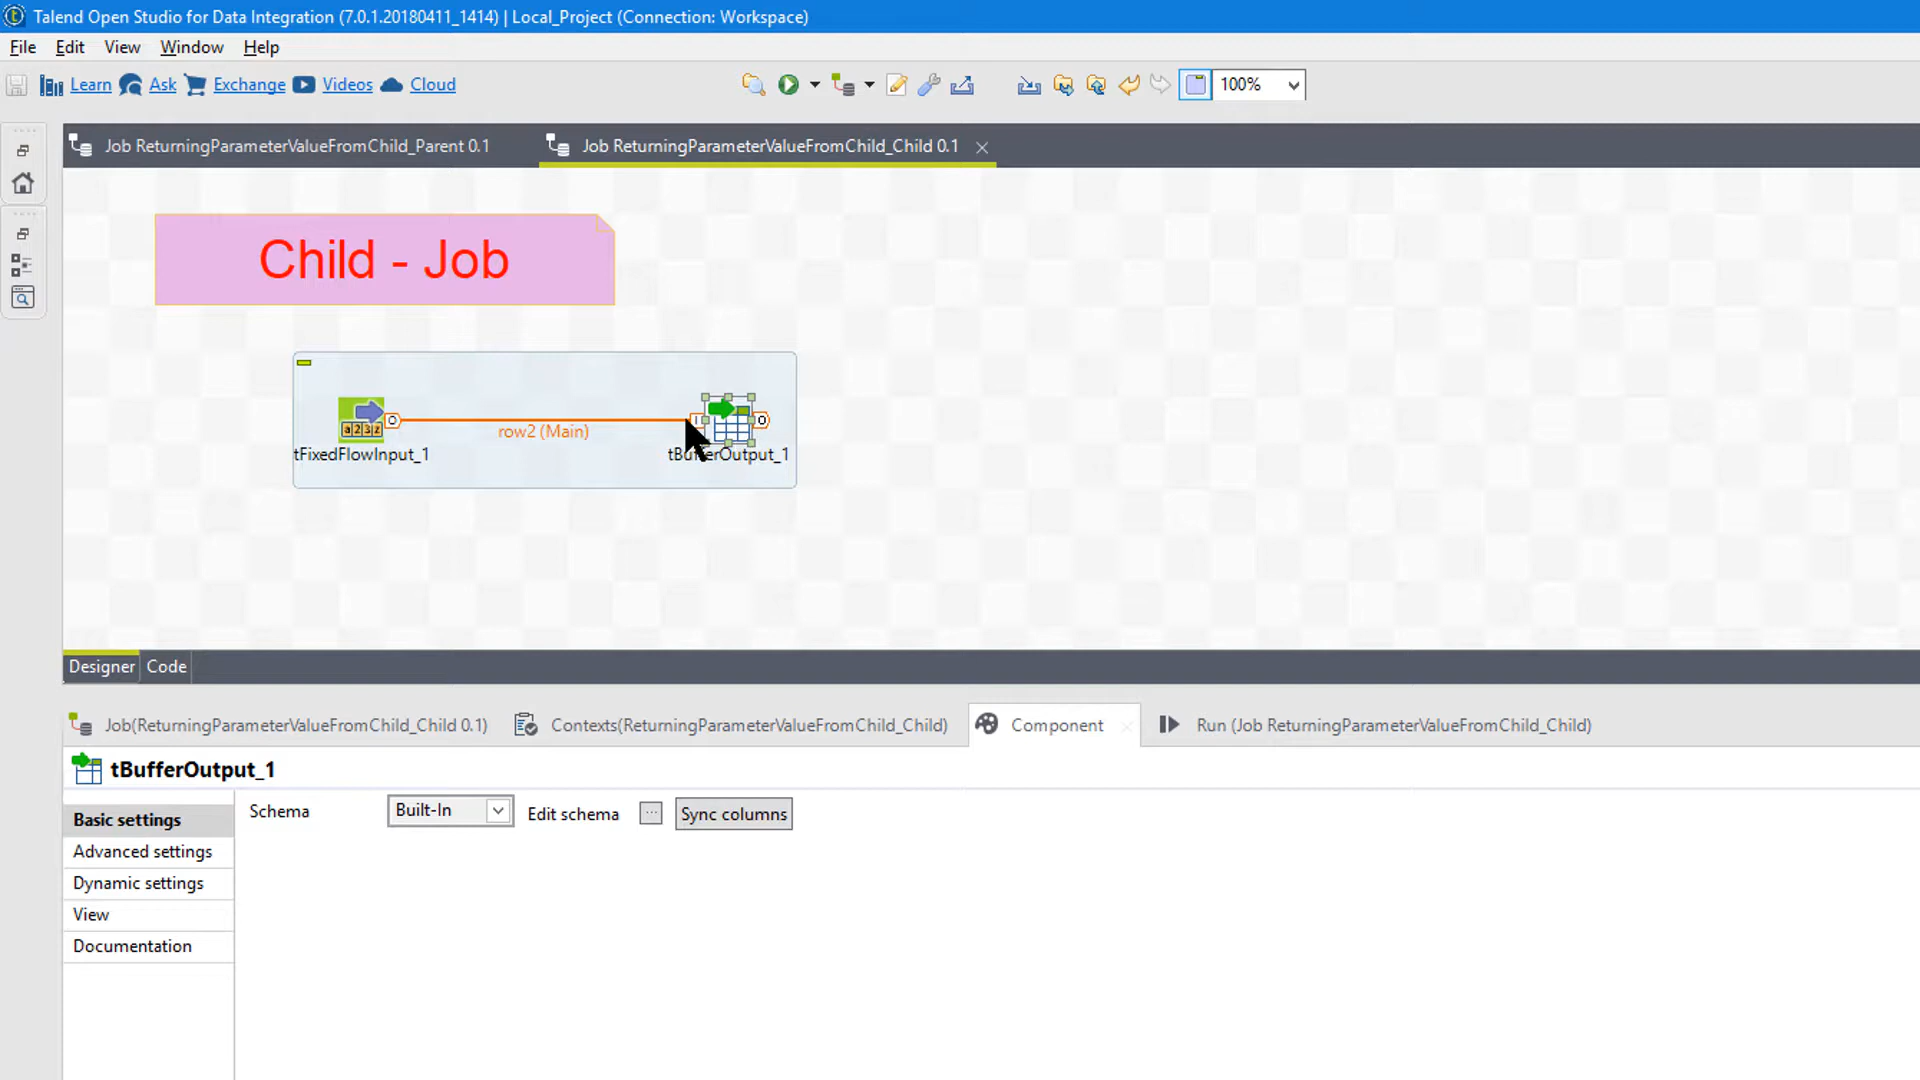 Talend Open Studio for Data Integration (7.0.1.20180411_1414) | Local_Project (Connection: Workspace)
File Edit View Window Help
Learn Ask Exchange Videos Cloud 100%
Job ReturningParameterValueFromChild_Parent 0.1 Job ReturningParameterValueFromChild_Child 0.1
Child - Job
row2 (Main)
tFixedFlowInput_1 tBufferOutput_1
Designer Code
Job(ReturningParameterValueFromChild_Child 0.1) Contexts(ReturningParameterValueFromChild_Child) Component Run (Job ReturningParameterValueFromChild_Child)
tBufferOutput_1
Basic settings Schema Built-In Edit schema ... Sync columns
Advanced settings
Dynamic settings
View
Documentation